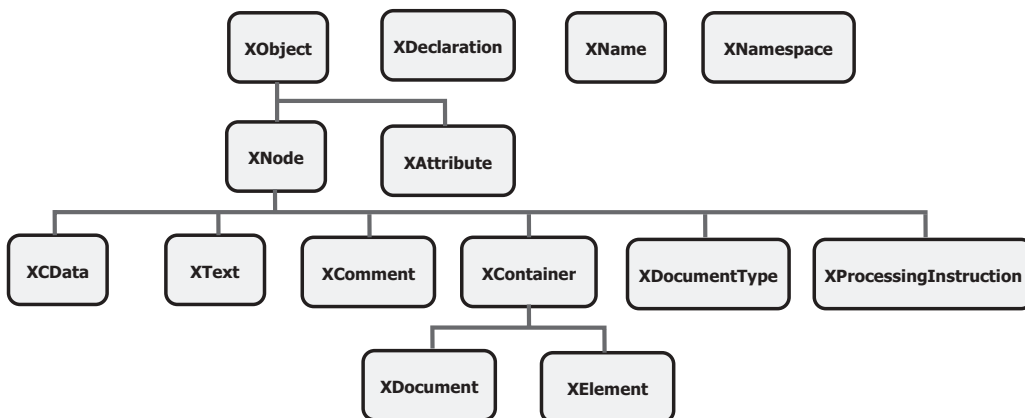 XObject
XDeclaration
XName
XNamespace
XNode
XAttribute
XCData
XText
XComment
XContainer
XDocumentType
XProcessingInstruction
XDocument
XElement